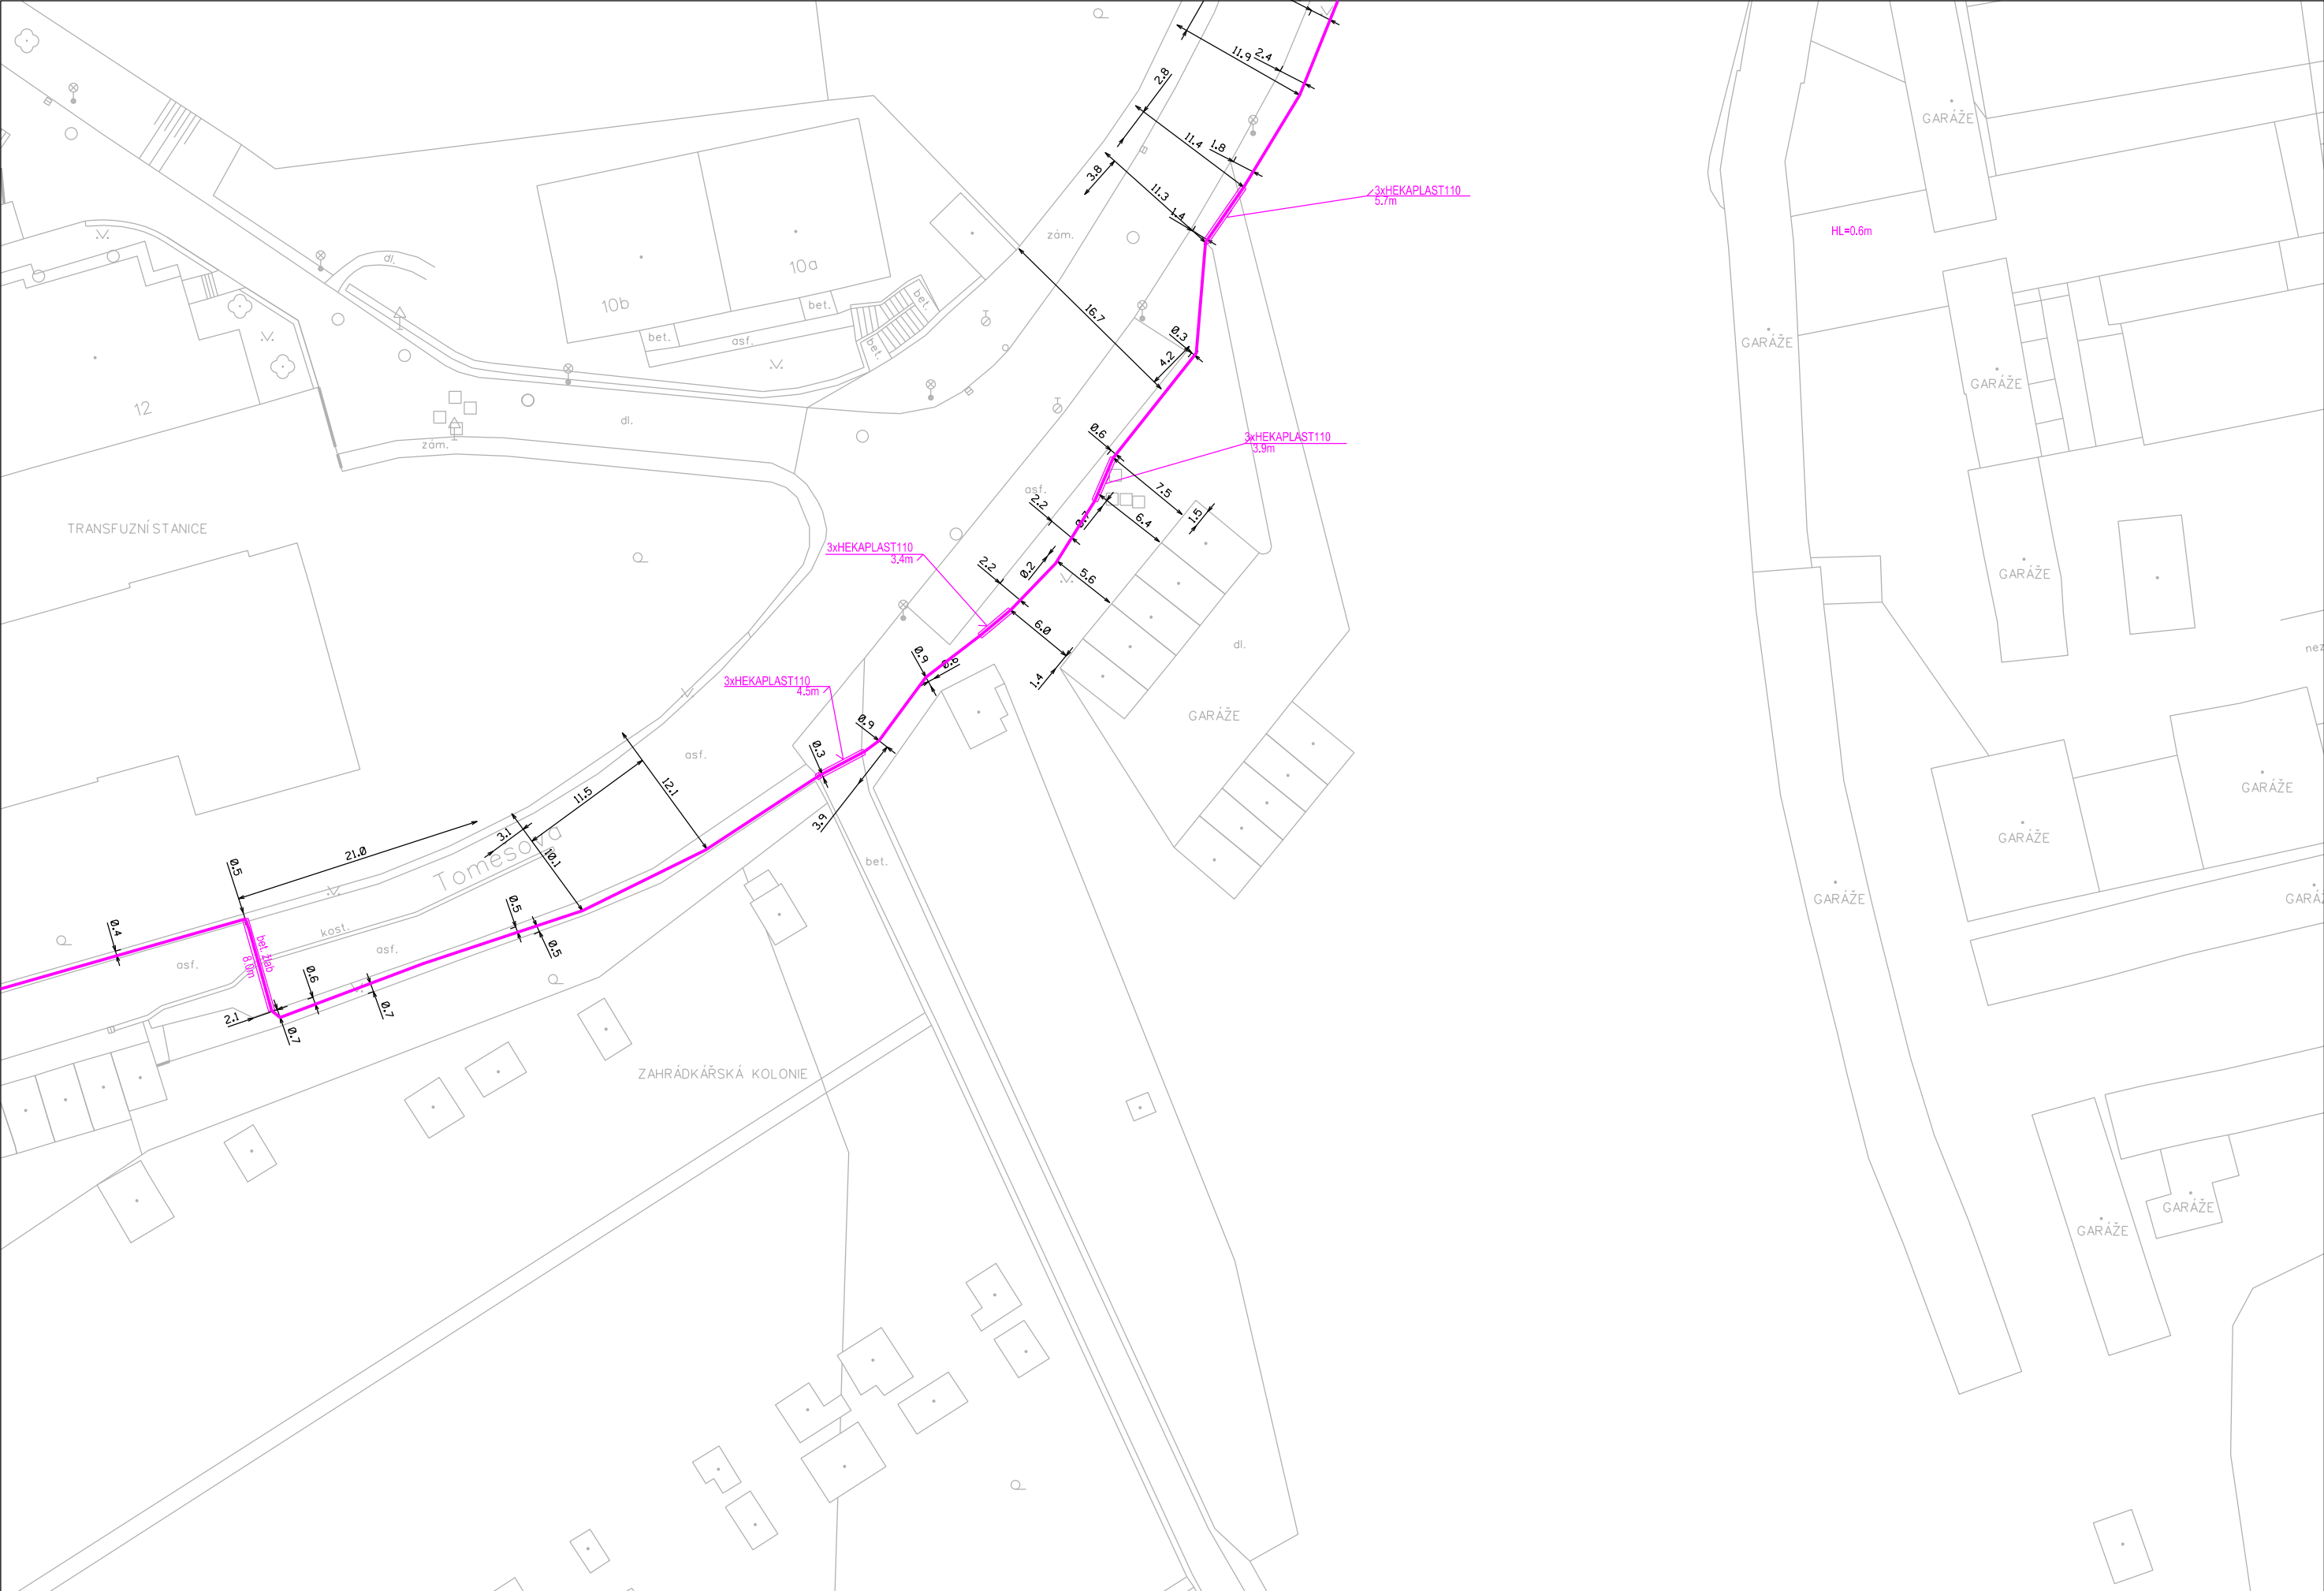 11.9
2.4
2.8
11.4
1.8
3.8
11.3
1.4
3xHEKAPLAST110
5.7m
HL=0.6m
GARÁŽE
GARÁŽE
GARÁŽE
GARÁŽE
zám.
dl.
10a
10b
bet.
bet.
bet.
bet.
asf.
16.7
0.3
4.2
12
zám.
dl.
0.6
3xHEKAPLAST110
3.9m
asf.
7.5
2.2
0.7
6.4
1.5
TRANSFUZNÍ STANICE
3xHEKAPLAST110
3.4m
2.2
0.2
5.6
6.0
dl.
nez
0.9
1.4
3xHEKAPLAST110
4.5m
GARÁŽE
0.9
0.3
asf.
12.1
11.5
3.9
GARÁŽE
GARÁŽE
3.1
10.1
Tomešova
21.0
0.5
bet.
GARÁŽE
GARÁ
0.4
0.5
0.5
kost.
asf.
asf.
bet. žlab
8.0m
0.6
0.7
2.1
0.7
ZAHRÁDKÁŘSKÁ KOLONIE
GARÁŽE
GARÁŽE